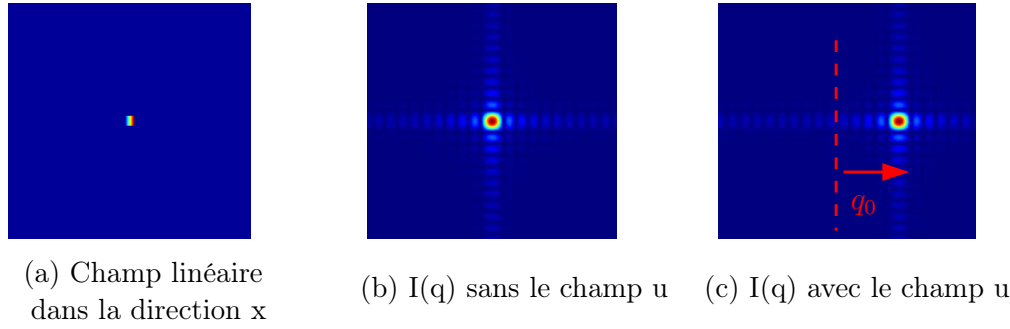 q₀
(a) Champ linéaire
dans la direction x
(b) I(q) sans le champ u
(c) I(q) avec le champ u